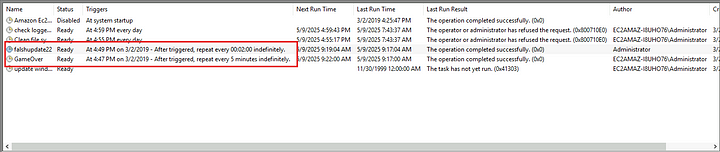 Name Status Triggers Next Run Time Last Run Time Last Run Result Author Cr
Amazon Ec2... Disabled At system startup 3/2/2019 4:25:47 PM The operation completed successfully. (0x0)
check logge... Ready At 4:59 PM every day 5/9/2025 4:59:43 PM 5/9/2025 7:43:37 AM The operator or administrator has refused the request. (0x800710E0) EC2AMAZ-I8UHO76\Administrator 3/
Clean file sy... Ready At 4:55 PM every day 5/9/2025 4:55:17 PM 5/9/2025 7:43:37 AM The operator or administrator has refused the request. (0x800710E0) EC2AMAZ-I8UHO76\Administrator 3/
falshupdate22 Ready At 4:49 PM on 3/2/2019 - After triggered, repeat every 00:02:00 indefinitely. 5/9/2025 9:19:04 AM 5/9/2025 9:17:04 AM The operation completed successfully. (0x0) Administrator
GameOver Ready At 4:47 PM on 3/2/2019 - After triggered, repeat every 5 minutes indefinitely. 5/9/2025 9:22:00 AM 5/9/2025 9:17:00 AM The operation completed successfully. (0x0) EC2AMAZ-I8UHO76\Administrator 3/
update wind... Ready 11/30/1999 12:00:00 AM The task has not yet run. (0x41303) EC2AMAZ-I8UHO76\Administrator 3/